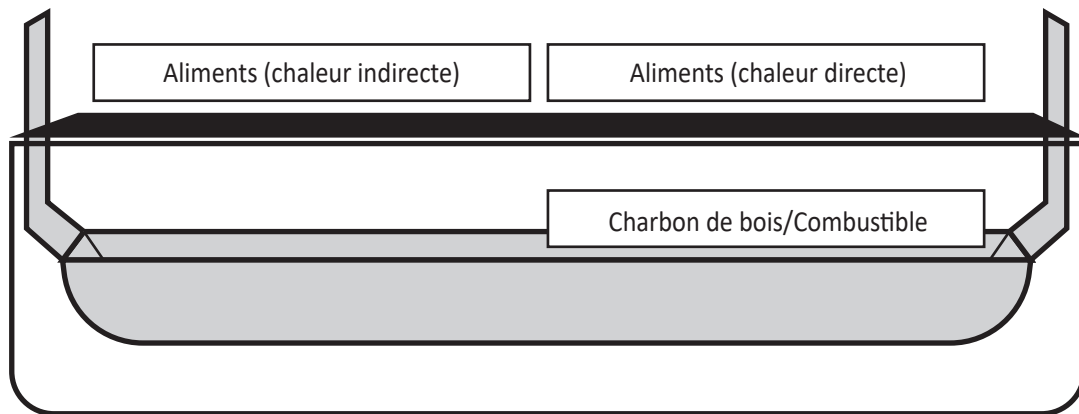 Aliments (chaleur indirecte)
Aliments (chaleur directe)
Charbon de bois/Combustible